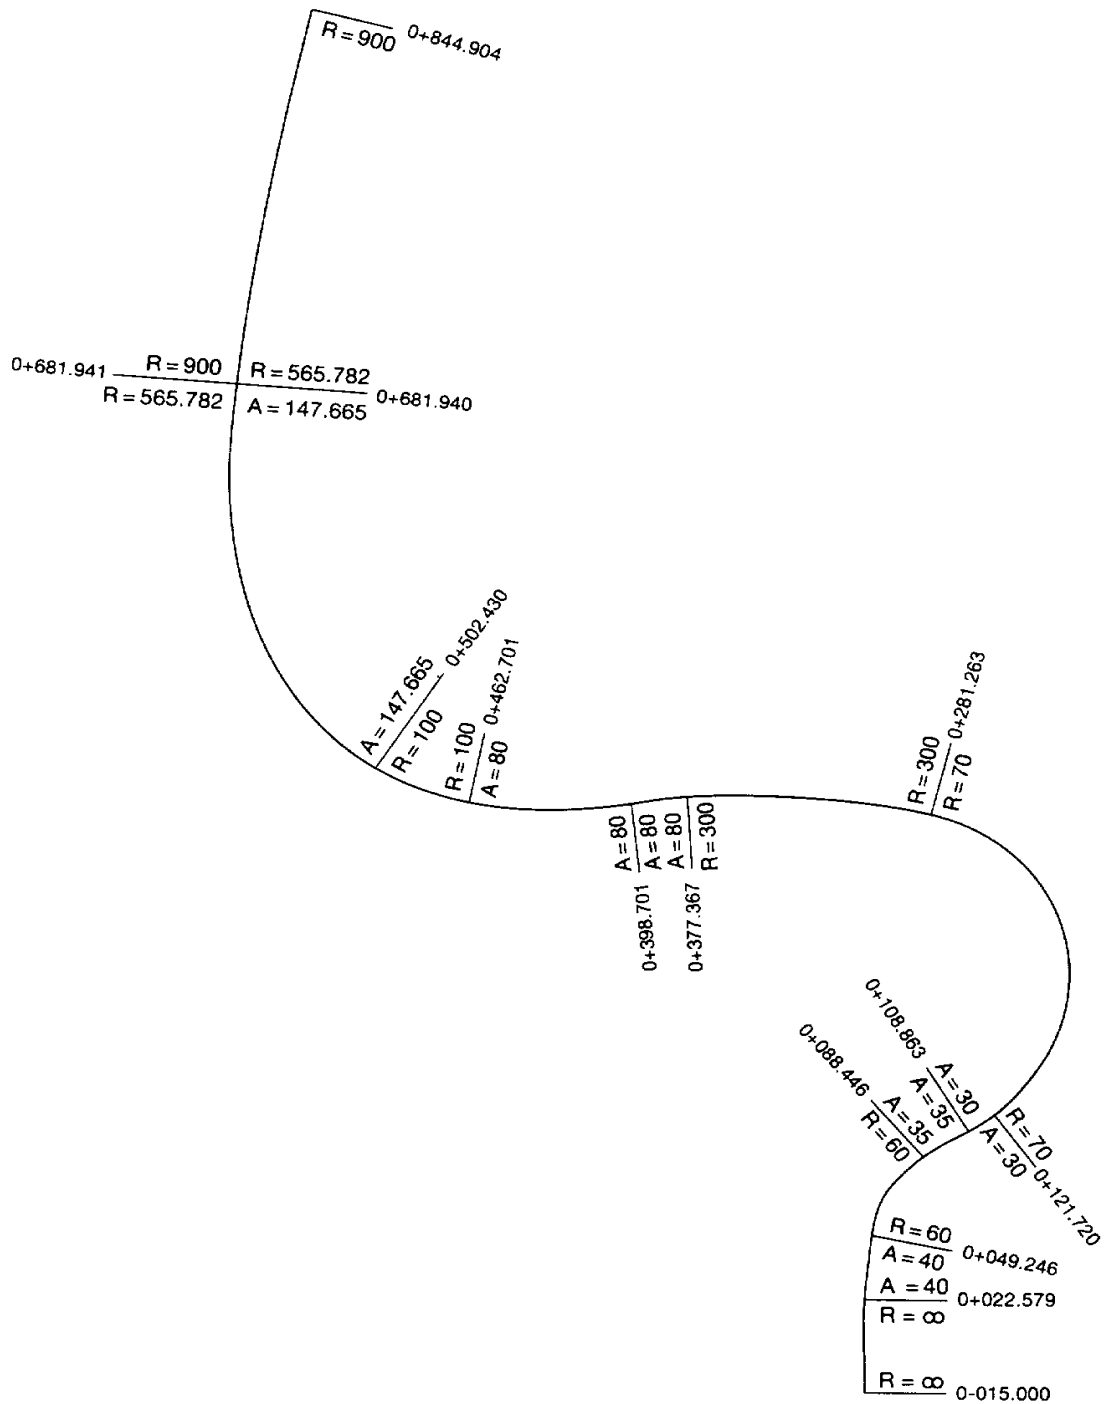 R = 900
0+844.904
0+681.941
R = 900
R = 565.782
R = 565.782
A = 147.665
0+681.940
A = 147.665
R = 100
0+502.430
R = 100
A = 80
0+462.701
A = 80
A = 80
0+398.701
A = 80
R = 300
0+377.367
R = 300
R = 70
0+281.263
0+108.863
A = 30
A = 35
0+088.446
A = 35
R = 60
R = 70
A = 30
0+121.720
R = 60
A = 40
0+049.246
A = 40
R = ∞
0+022.579
R = ∞
0-015.000